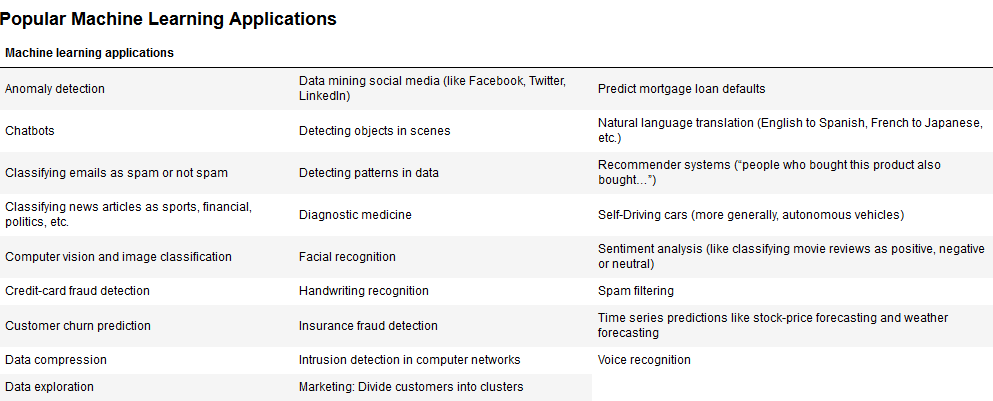 Popular Machine Learning Applications
Machine learning applications
Anomaly detection
Data mining social media (like Facebook, Twitter,
LinkedIn)
Predict mortgage loan defaults
Chatbots
Detecting objects in scenes
Natural language translation (English to Spanish, French to Japanese,
etc.)
Classifying emails as spam or not spam
Detecting patterns in data
Recommender systems (“people who bought this product also
bought…”)
Classifying news articles as sports, financial,
politics, etc.
Diagnostic medicine
Self-Driving cars (more generally, autonomous vehicles)
Computer vision and image classification
Facial recognition
Sentiment analysis (like classifying movie reviews as positive, negative
or neutral)
Credit-card fraud detection
Handwriting recognition
Spam filtering
Customer churn prediction
Insurance fraud detection
Time series predictions like stock-price forecasting and weather
forecasting
Data compression
Intrusion detection in computer networks
Voice recognition
Data exploration
Marketing: Divide customers into clusters